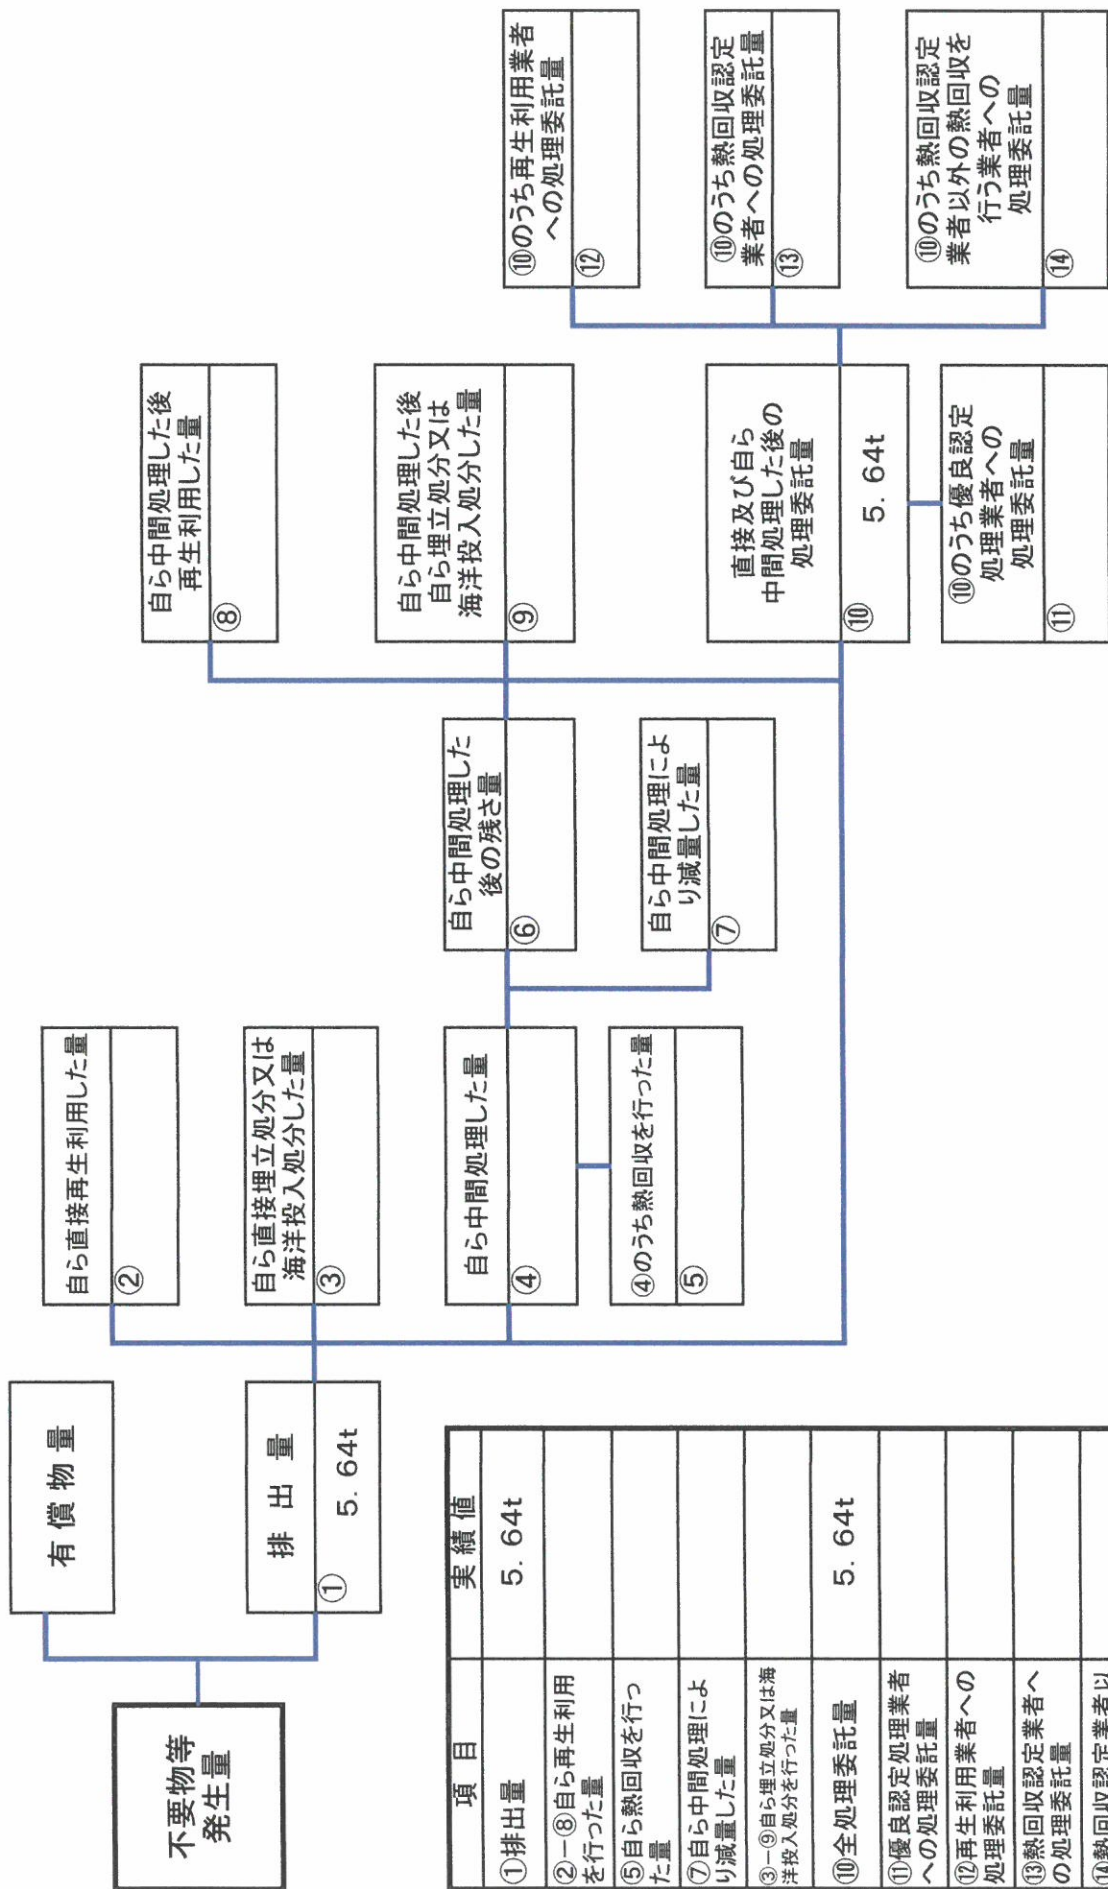 不要物等
発生量
有 償 物 量
排 出 量
①
5. 64t
自ら直接再生利用した量
②
自ら直接埋立処分又は
海洋投入処分した量
③
自ら中間処理した量
④
④のうち熱回収を行った量
⑤
自ら中間処理した
後の残さ量
⑥
自ら中間処理によ
り減量した量
⑦
自ら中間処理した後
再生利用した量
⑧
自ら中間処理した後
自ら埋立処分又は
海洋投入処分した量
⑨
直接及び自ら
中間処理した後の
処理委託量
⑩
5. 64t
⑩のうち優良認定
処理業者への
処理委託量
⑪
⑩のうち再生利用業者
への処理委託量
⑫
⑩のうち熱回収認定
業者への処理委託量
⑬
⑩のうち熱回収認定
業者以外の熱回収を
行う業者への
処理委託量
⑭
項 目
実 績 値
①排出量
5. 64t
②−⑧自ら再生利用
を行った量
⑤自ら熱回収を行っ
た量
⑦自ら中間処理によ
り減量した量
③−⑨自ら埋立処分又は海
洋投入処分を行った量
⑩全処理委託量
5. 64t
⑪優良認定処理業者
への処理委託量
⑫再生利用業者への
処理委託量
⑬熱回収認定業者へ
の処理委託量
⑭熱回収認定業者以